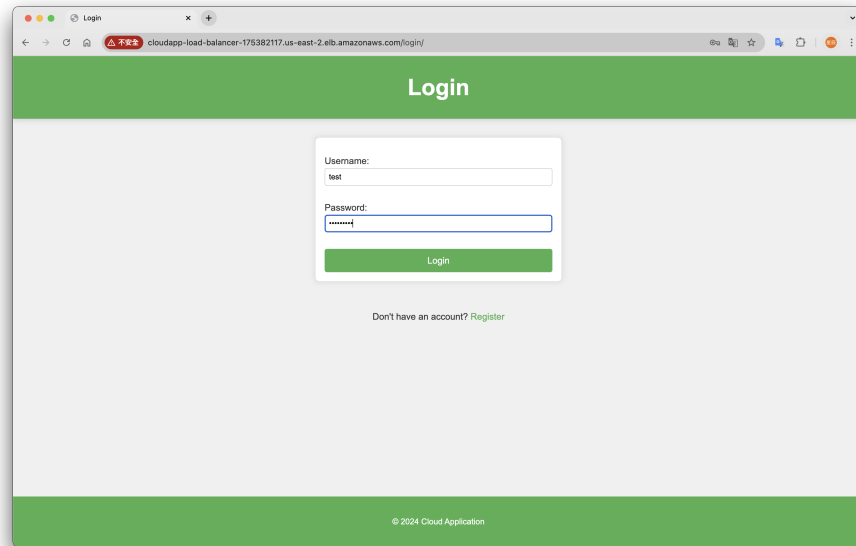 Login
不安全 cloudapp-load-balancer-175382117.us-east-2.elb.amazonaws.com/login/
Login
Username:
test
Password:
•••••••••
Login
Don't have an account? Register
© 2024 Cloud Application